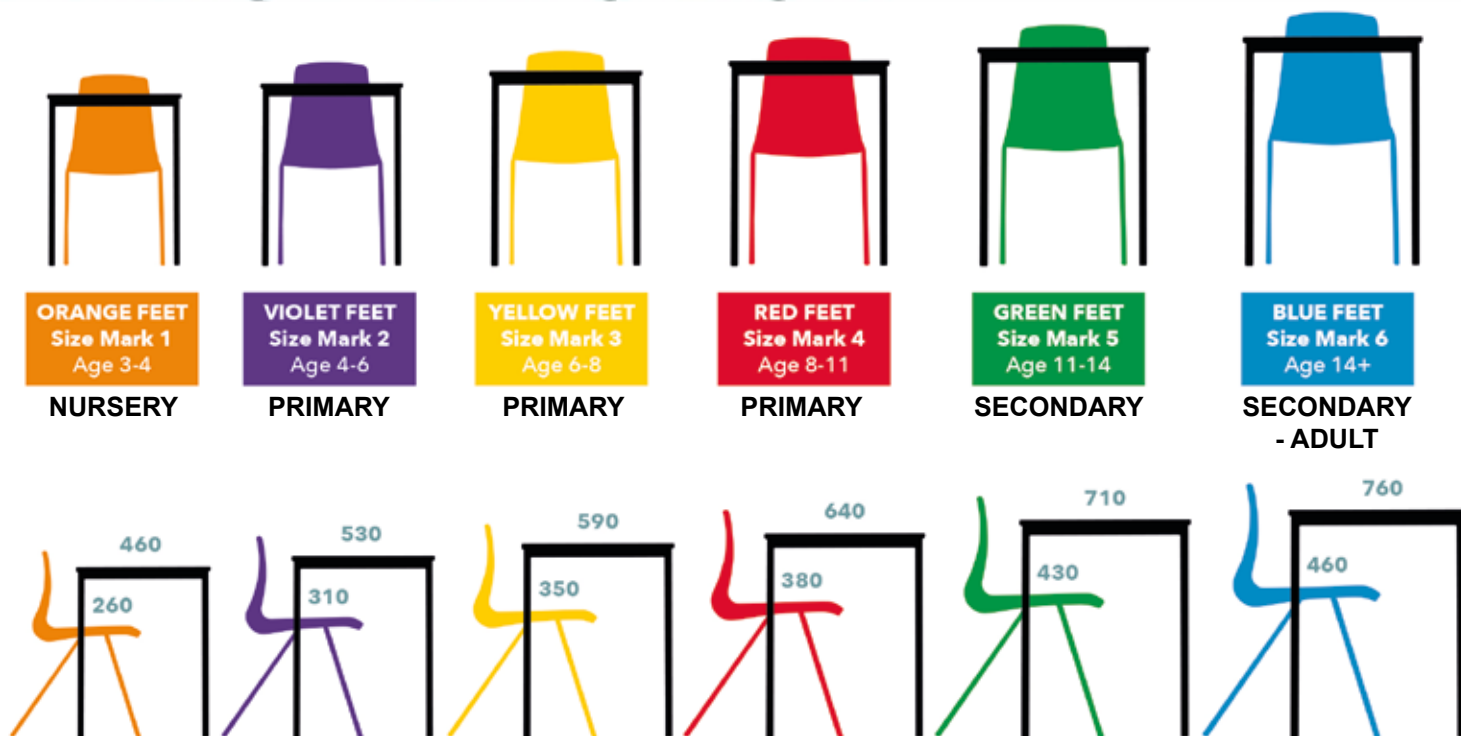 ORANGE FEET
Size Mark 1
Age 3-4
NURSERY
VIOLET FEET
Size Mark 2
Age 4-6
PRIMARY
YELLOW FEET
Size Mark 3
Age 6-8
PRIMARY
RED FEET
Size Mark 4
Age 8-11
PRIMARY
GREEN FEET
Size Mark 5
Age 11-14
SECONDARY
BLUE FEET
Size Mark 6
Age 14+
SECONDARY
- ADULT
460
260
530
310
590
350
640
380
710
430
760
460